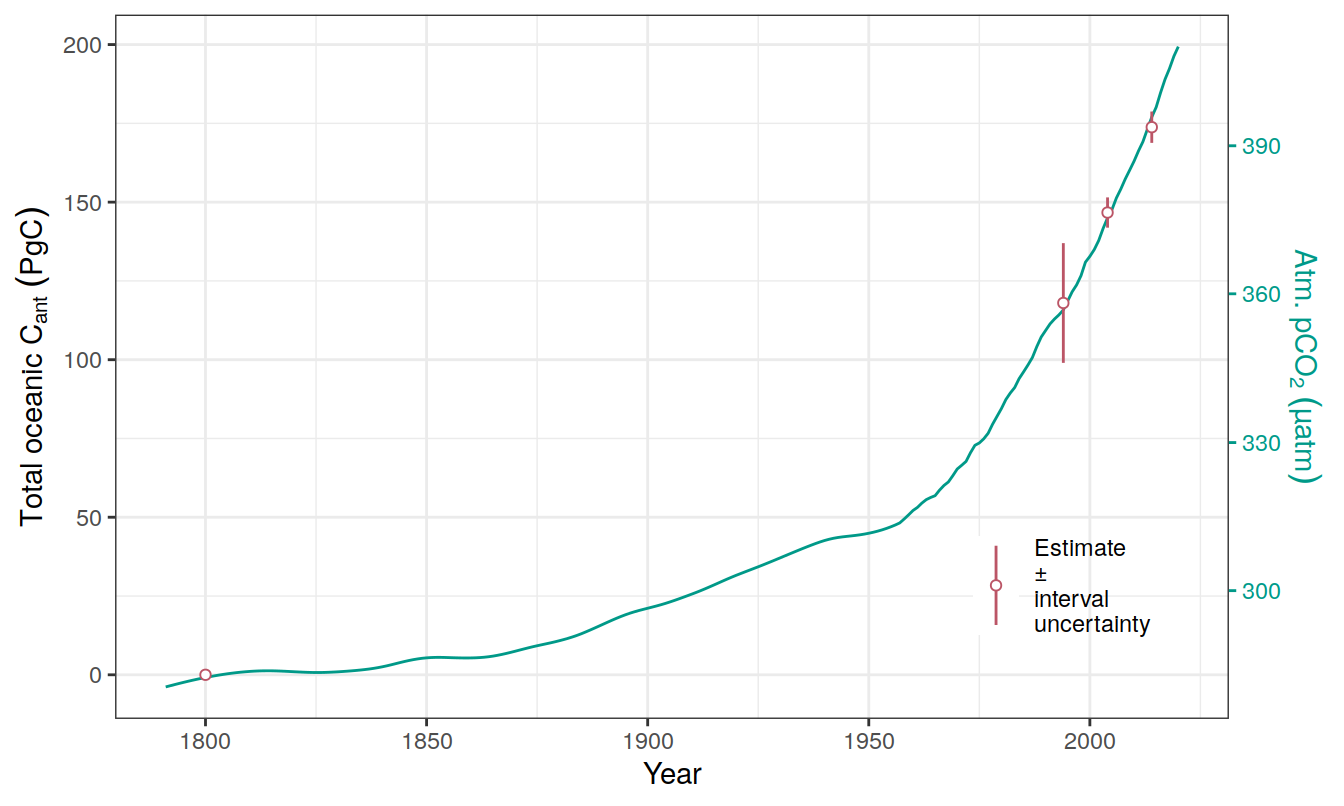 200
150
100
50
0
Total oceanic Cant (PgC)
390
360
330
300
Atm. pCO₂ (µatm)
Estimate
±
interval
uncertainty
1800
1850
1900
1950
2000
Year